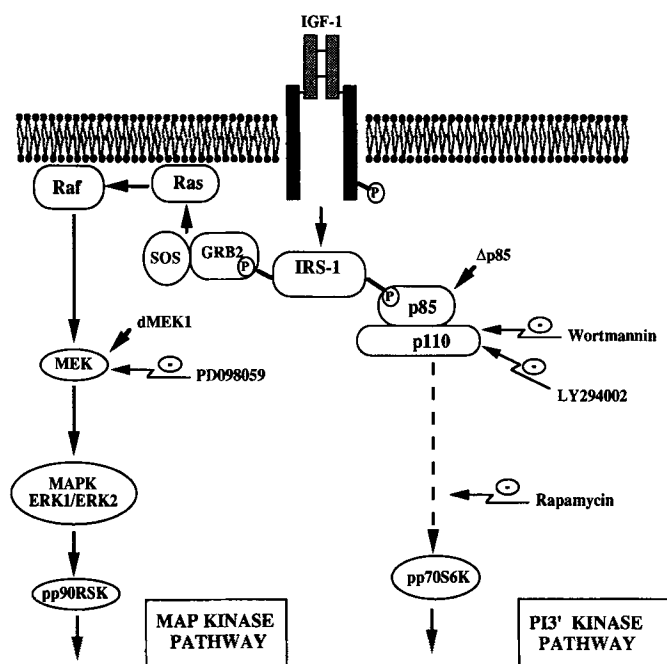 IGF-1
P
Raf
Ras
SOS
GRB2
P
IRS-1
P
Δp85
p85
p110
-
Wortmannin
-
LY294002
dMEK1
MEK
-
PD098059
MAPK
ERK1/ERK2
-
Rapamycin
pp90RSK
pp70S6K
MAP KINASE
PATHWAY
PI3' KINASE
PATHWAY